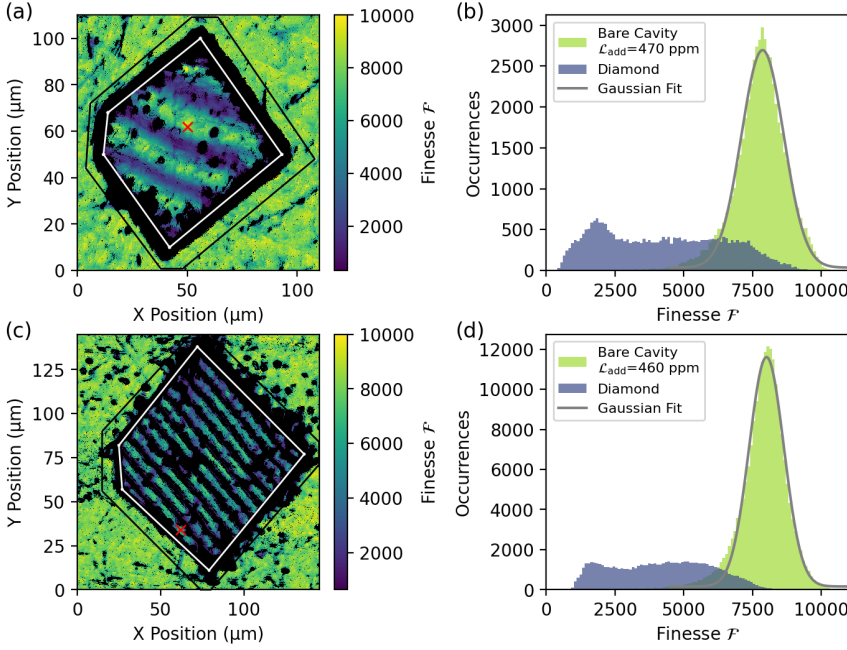 (a)
100
80
60
40
20
0
Y Position (μm)
0
50
100
X Position (μm)
10000
8000
6000
4000
2000
Finesse ℱ
(b)
3000
2500
2000
1500
1000
500
0
Occurrences
Bare Cavity
ℒadd=470 ppm
Diamond
Gaussian Fit
0
2500
5000
7500
10000
Finesse ℱ
(c)
125
100
75
50
25
0
Y Position (μm)
0
50
100
X Position (μm)
10000
8000
6000
4000
2000
Finesse ℱ
(d)
12000
10000
8000
6000
4000
2000
0
Occurrences
Bare Cavity
ℒadd=460 ppm
Diamond
Gaussian Fit
0
2500
5000
7500
10000
Finesse ℱ